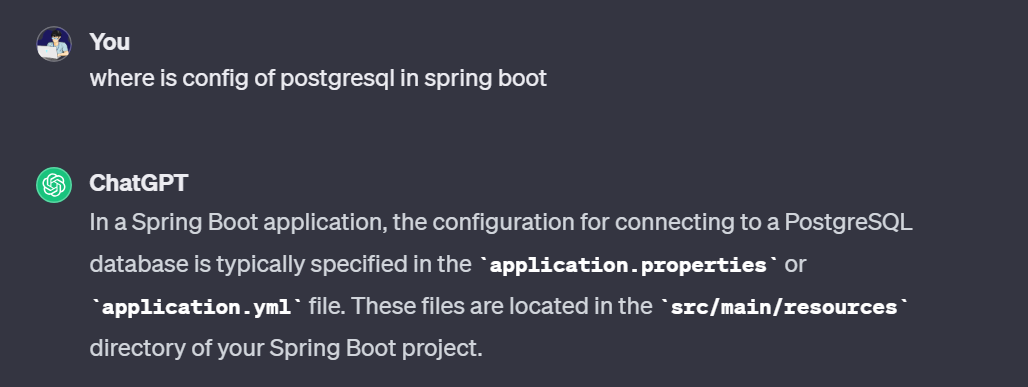 You
where is config of postgresql in spring boot
ChatGPT
In a Spring Boot application, the configuration for connecting to a PostgreSQL
database is typically specified in the `application.properties` or
`application.yml` file. These files are located in the `src/main/resources`
directory of your Spring Boot project.